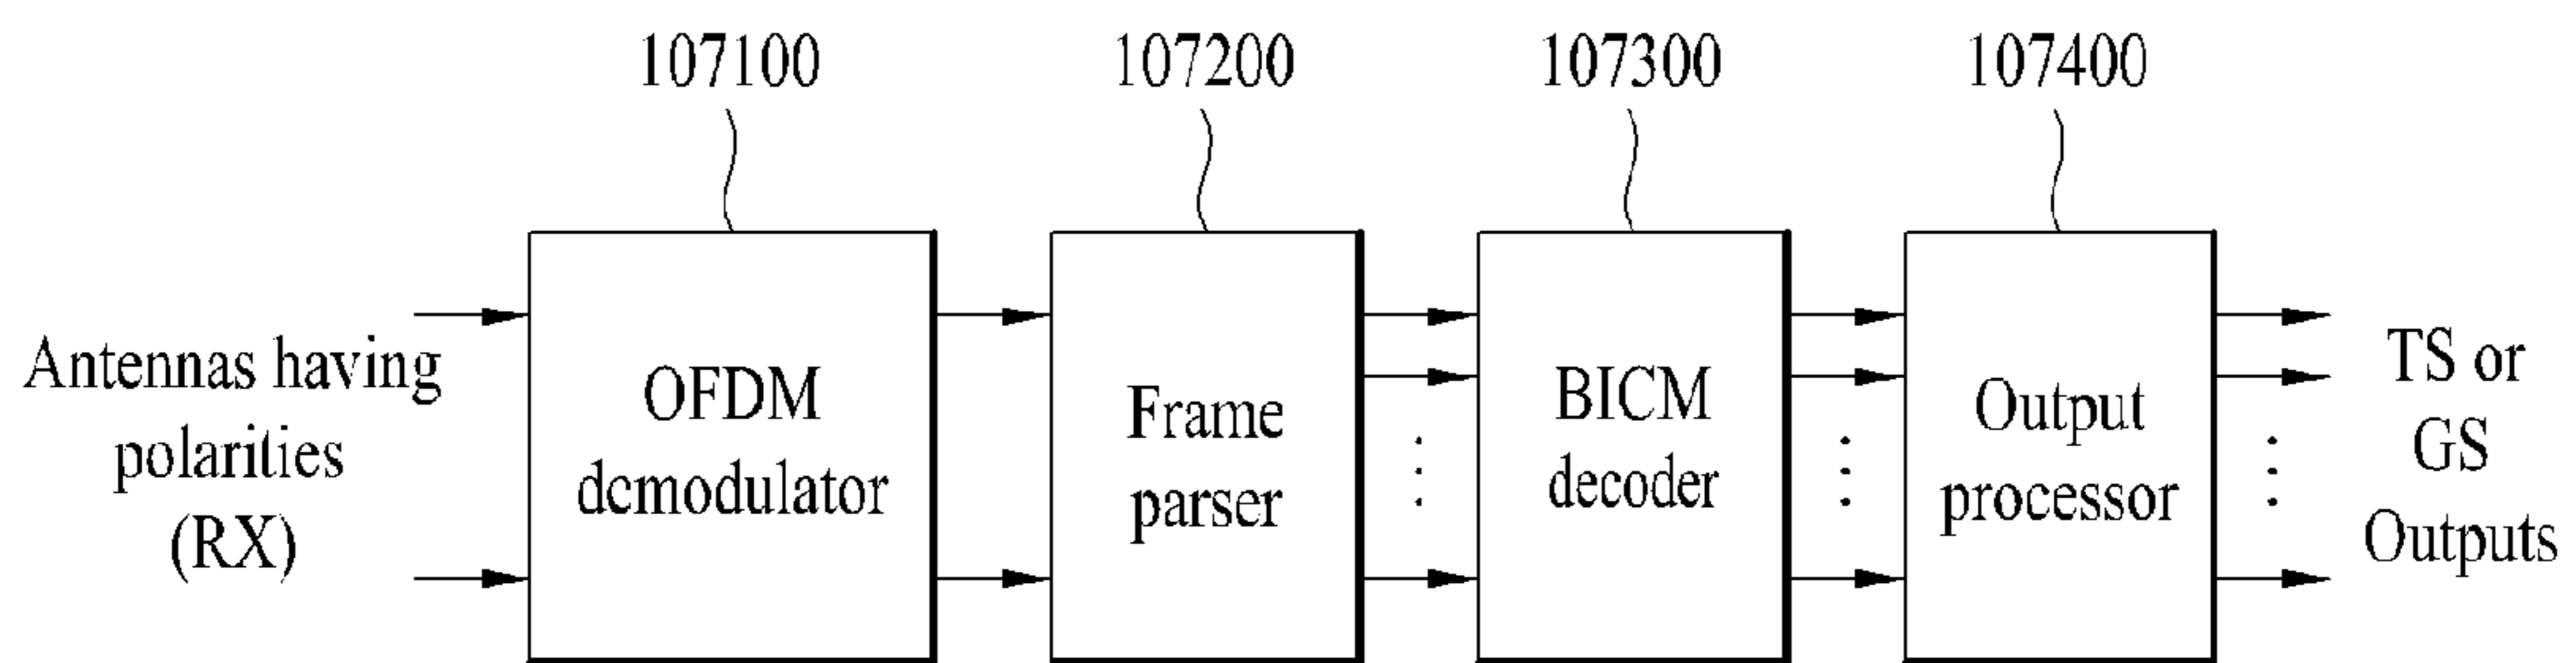 107100
107200
107300
107400
Antennas having
polarities
(RX)
OFDM
dcmodulator
Frame
parser
BICM
decoder
Output
processor
TS or
GS
Outputs